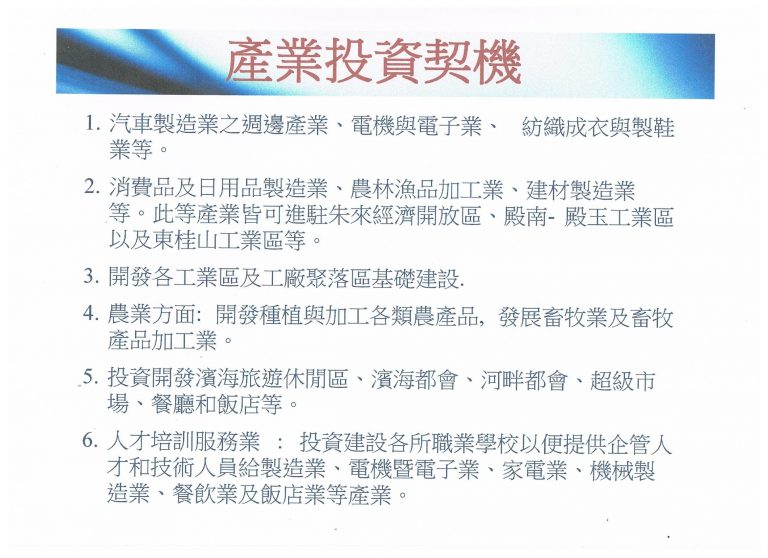 產業投資契機
1. 汽車製造業之週邊產業、電機與電子業、 紡織成衣與製鞋
業等。
2. 消費品及日用品製造業、農林漁品加工業、建材製造業
等。此等產業皆可進駐朱來經濟開放區、殿南- 殿玉工業區
以及東桂山工業區等。
3. 開發各工業區及工廠聚落區基礎建設.
4. 農業方面: 開發種植與加工各類農產品, 發展畜牧業及畜牧
產品加工業。
5. 投資開發濱海旅遊休閒區、濱海都會、河畔都會、超級市
場、餐廳和飯店等。
6. 人才培訓服務業 : 投資建設各所職業學校以便提供企管人
才和技術人員給製造業、電機暨電子業、家電業、機械製
造業、餐飲業及飯店業等產業。